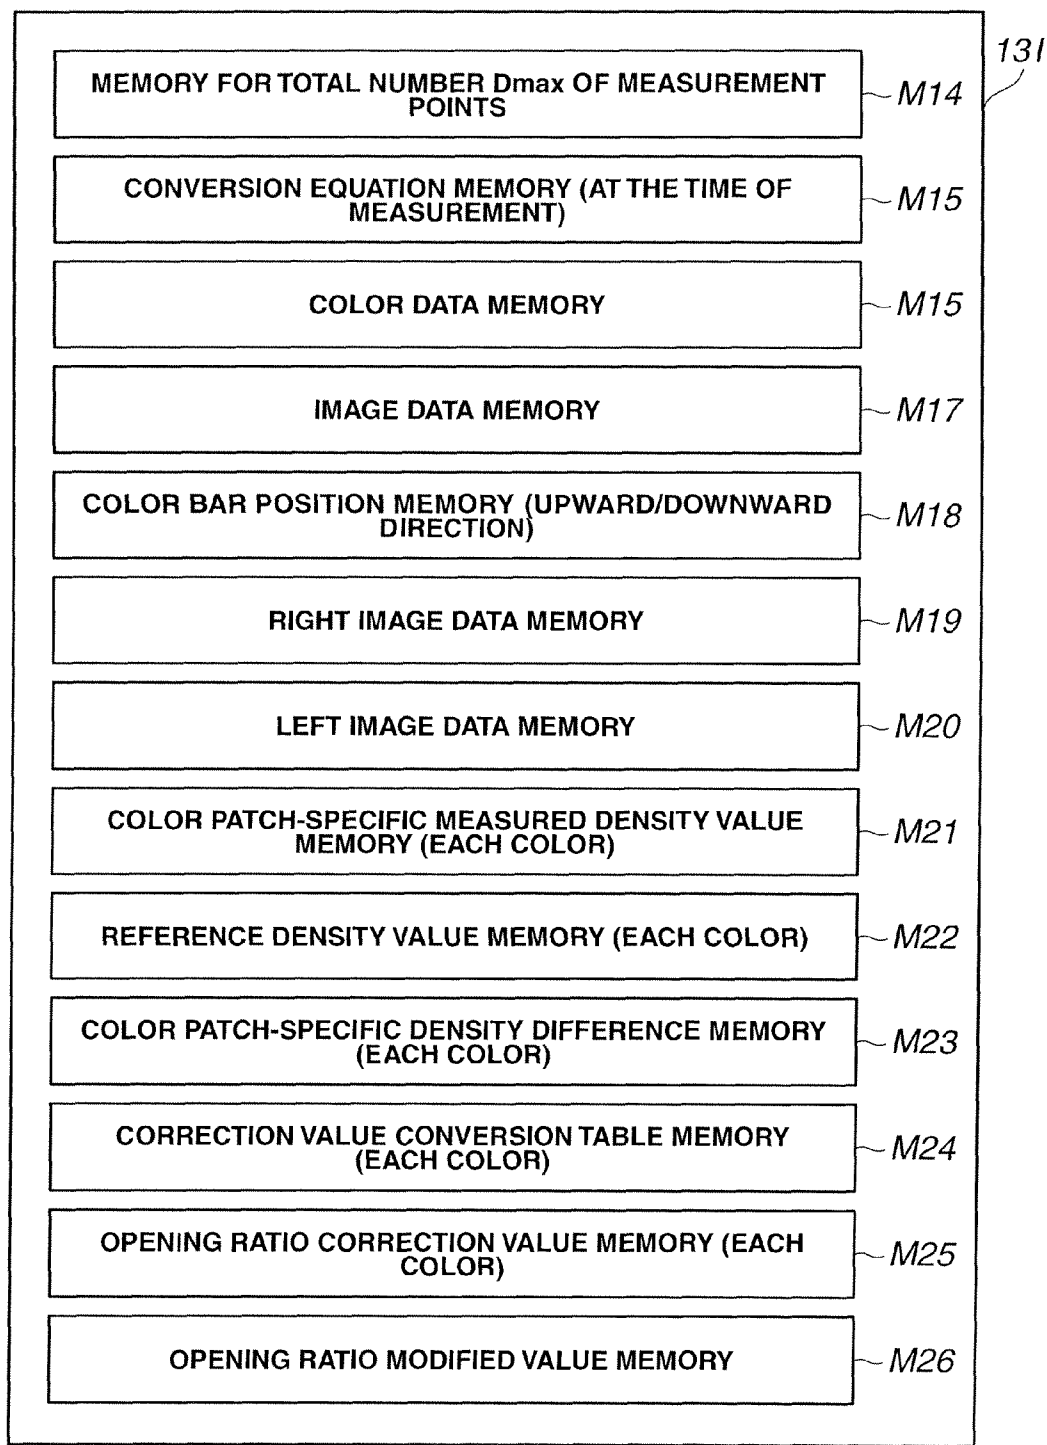 13I
MEMORY FOR TOTAL NUMBER Dmax OF MEASUREMENT
POINTS
M14
CONVERSION EQUATION MEMORY (AT THE TIME OF
MEASUREMENT)
M15
COLOR DATA MEMORY
M15
IMAGE DATA MEMORY
M17
COLOR BAR POSITION MEMORY (UPWARD/DOWNWARD
DIRECTION)
M18
RIGHT IMAGE DATA MEMORY
M19
LEFT IMAGE DATA MEMORY
M20
COLOR PATCH-SPECIFIC MEASURED DENSITY VALUE
MEMORY (EACH COLOR)
M21
REFERENCE DENSITY VALUE MEMORY (EACH COLOR)
M22
COLOR PATCH-SPECIFIC DENSITY DIFFERENCE MEMORY
(EACH COLOR)
M23
CORRECTION VALUE CONVERSION TABLE MEMORY
(EACH COLOR)
M24
OPENING RATIO CORRECTION VALUE MEMORY (EACH
COLOR)
M25
OPENING RATIO MODIFIED VALUE MEMORY
M26